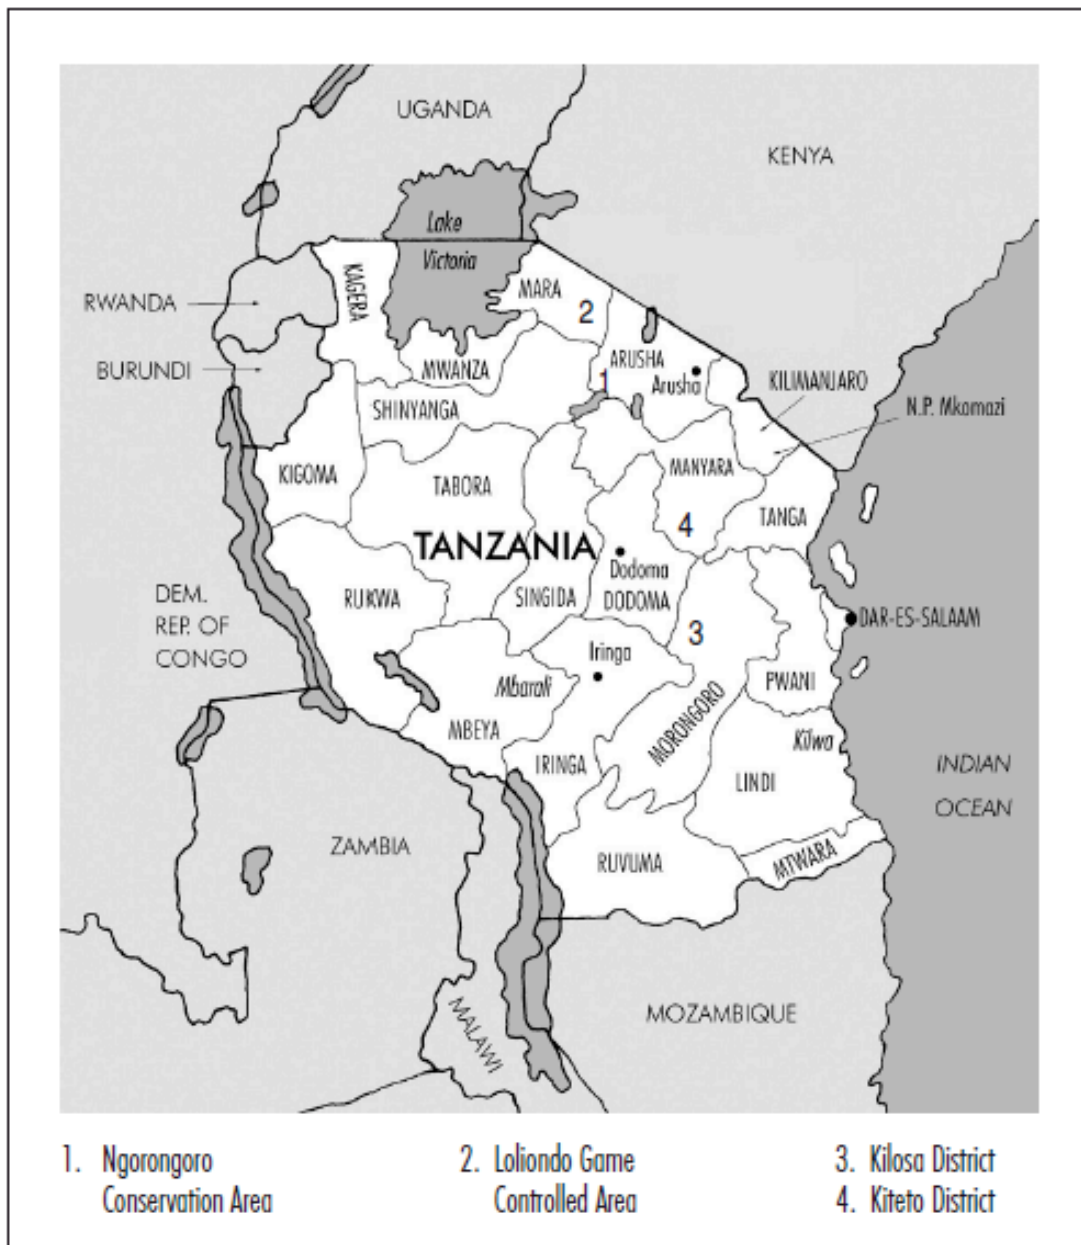 UGANDA
KENYA
Lake
Victoria
KAGERA
RWANDA
MARA
2
BURUNDI
MWANZA
ARUSHA
1
Arusha
KILIMANJARO
N.P. Mkomazi
SHINYANGA
KIGOMA
TABORA
MANYARA
4
TANGA
TANZANIA
Dodoma
DODOMA
DEM.
REP. OF
CONGO
RUKWA
SINGIDA
3
DAR-ES-SALAAM
Iringa
Mbarali
PWANI
MBEYA
MORONGORO
Kilwa
IRINGA
LINDI
INDIAN
OCEAN
ZAMBIA
RUVUMA
MTWARA
MALAWI
MOZAMBIQUE
1. Ngorongoro
Conservation Area
2. Loliondo Game
Controlled Area
3. Kilosa District
4. Kiteto District